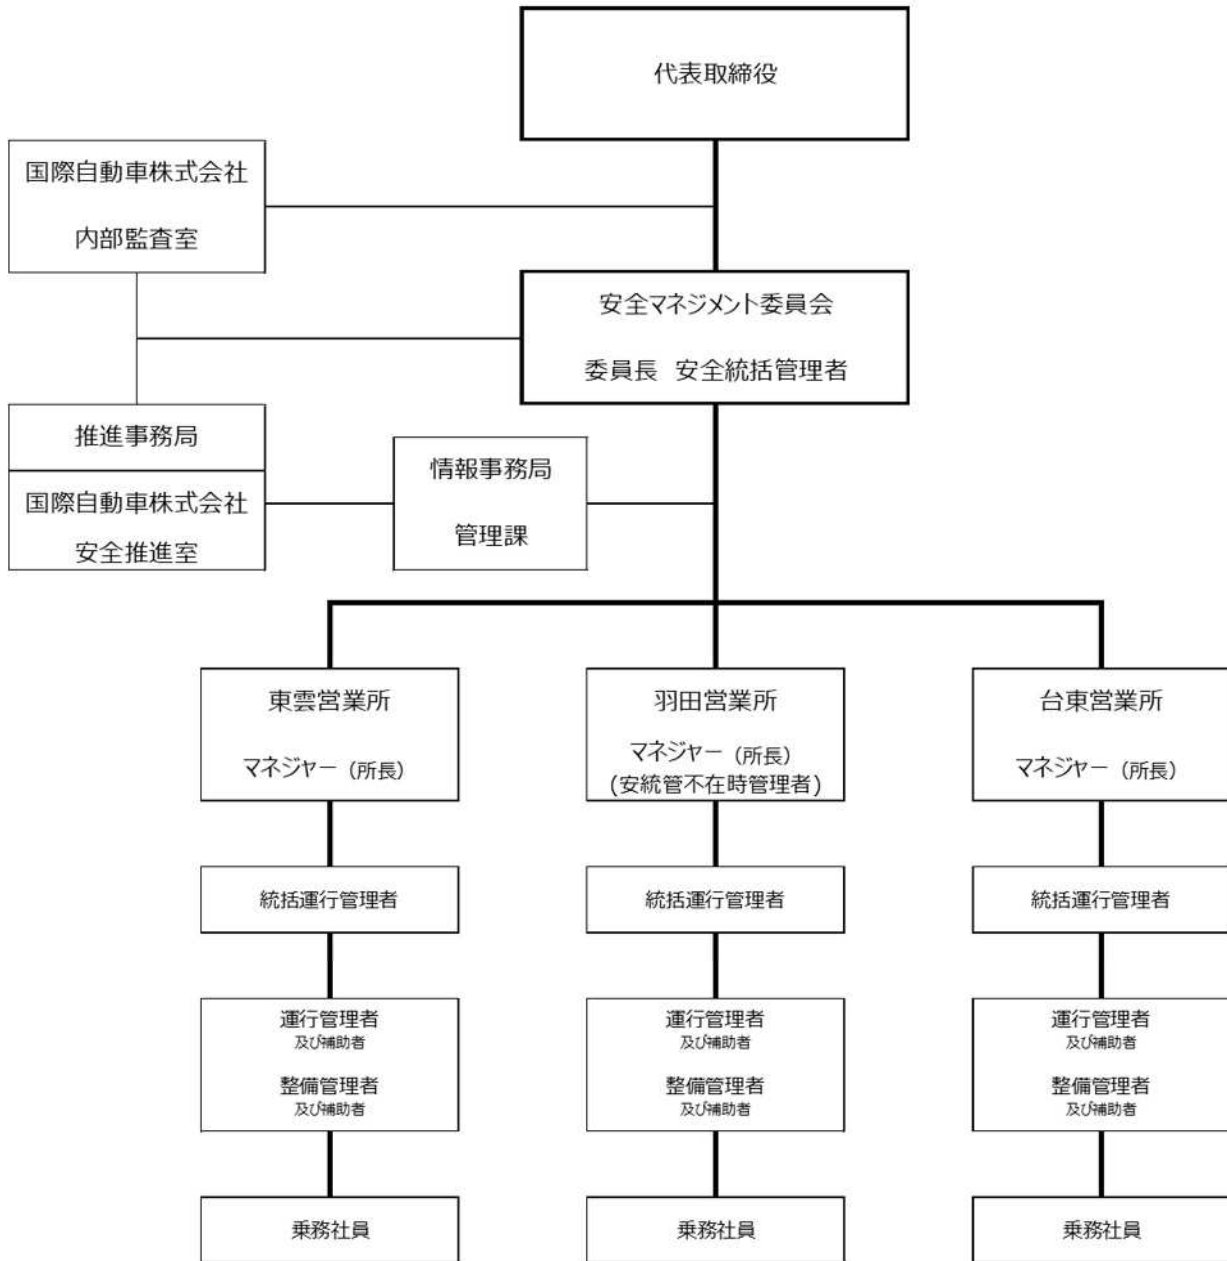 代表取締役
国際自動車株式会社
内部監査室
安全マネジメント委員会
委員長 安全統括管理者
推進事務局
国際自動車株式会社
安全推進室
情報事務局
管理課
東雲営業所
マネジャー（所長）
羽田営業所
マネジャー（所長）
(安統管不在時管理者)
台東営業所
マネジャー（所長）
統括運行管理者
統括運行管理者
統括運行管理者
運行管理者
及び補助者
整備管理者
及び補助者
運行管理者
及び補助者
整備管理者
及び補助者
運行管理者
及び補助者
整備管理者
及び補助者
乗務社員
乗務社員
乗務社員